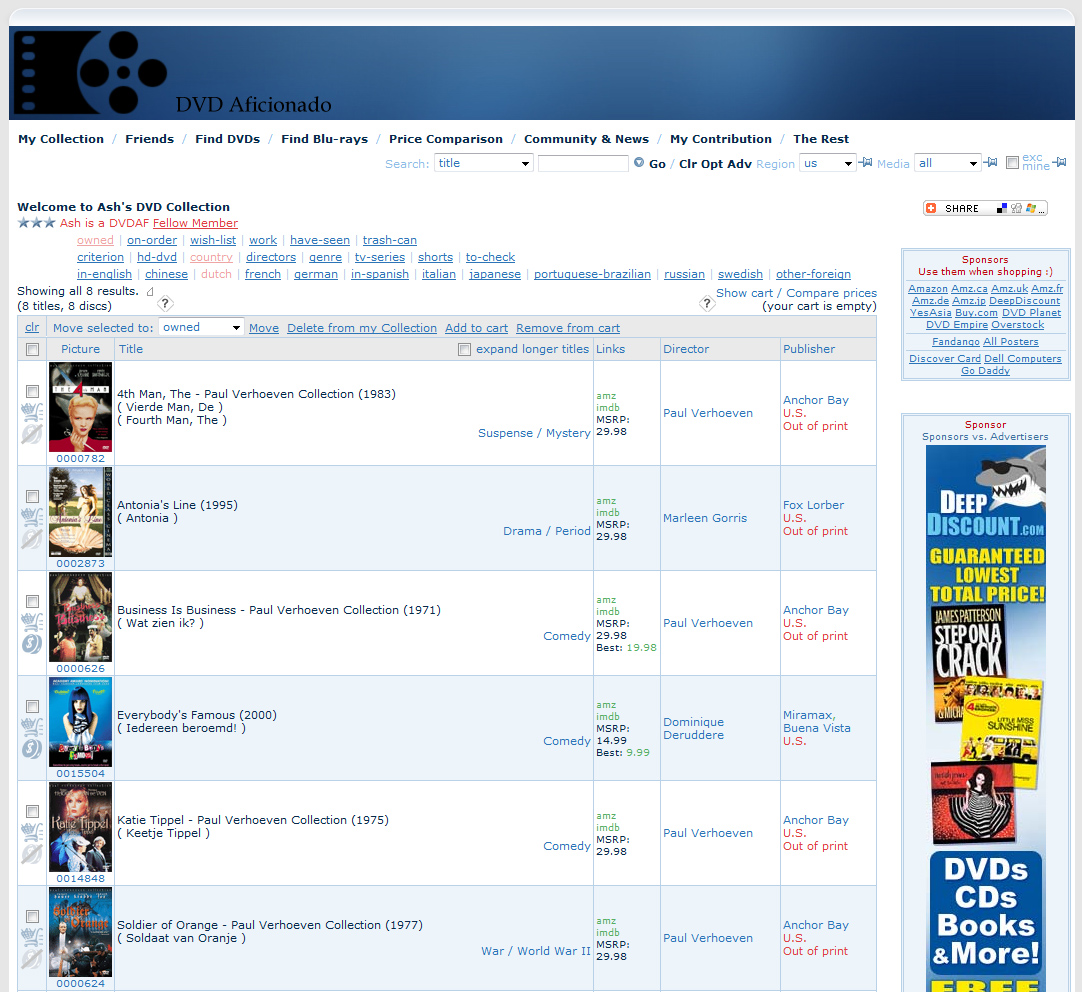 DVD Aficionado
My Collection / Friends / Find DVDs / Find Blu-rays / Price Comparison / Community & News / My Contribution / The Rest
Search: title Go / Clr Opt Adv Region us Media all exc mine
Welcome to Ash's DVD Collection
SHARE
Ash is a DVDAF Fellow Member
owned | on-order | wish-list | work | have-seen | trash-can
criterion | hd-dvd | country | directors | genre | tv-series | shorts | to-check
in-english | chinese | dutch | french | german | in-spanish | italian | japanese | portuguese-brazilian | russian | swedish | other-foreign
Showing all 8 results.
(8 titles, 8 discs)
?
? Show cart / Compare prices
(your cart is empty)
clr Move selected to: owned Move Delete from my Collection Add to cart Remove from cart
Picture Title expand longer titles Links Director Publisher
4th Man, The - Paul Verhoeven Collection (1983)
( Vierde Man, De )
( Fourth Man, The )
Suspense / Mystery
amz
imdb
MSRP:
29.98
Paul Verhoeven
Anchor Bay
U.S.
Out of print
0000782
Antonia's Line (1995)
( Antonia )
Drama / Period
amz
imdb
MSRP:
29.98
Marleen Gorris
Fox Lorber
U.S.
Out of print
0002873
Business Is Business - Paul Verhoeven Collection (1971)
( Wat zien ik? )
Comedy
amz
imdb
MSRP:
29.98
Best: 19.98
Paul Verhoeven
Anchor Bay
U.S.
Out of print
0000626
Everybody's Famous (2000)
( Iedereen beroemd! )
Comedy
amz
imdb
MSRP:
14.99
Best: 9.99
Dominique
Deruddere
Miramax,
Buena Vista
U.S.
0015504
Katie Tippel - Paul Verhoeven Collection (1975)
( Keetje Tippel )
Comedy
amz
imdb
MSRP:
29.98
Paul Verhoeven
Anchor Bay
U.S.
Out of print
0014848
Soldier of Orange - Paul Verhoeven Collection (1977)
( Soldaat van Oranje )
War / World War II
amz
imdb
MSRP:
29.98
Paul Verhoeven
Anchor Bay
U.S.
Out of print
0000624
Sponsors
Use them when shopping :)
Amazon Amz.ca Amz.uk Amz.fr
Amz.de Amz.jp DeepDiscount
YesAsia Buy.com DVD Planet
DVD Empire Overstock
Fandango All Posters
Discover Card Dell Computers
Go Daddy
Sponsor
Sponsors vs. Advertisers
DEEP
DISCOUNT.COM
GUARANTEED
LOWEST
TOTAL PRICE!
JAMES PATTERSON
STEP ON A
CRACK
LITTLE MISS
SUNSHINE
DVDs
CDs
Books
&More!
FREE